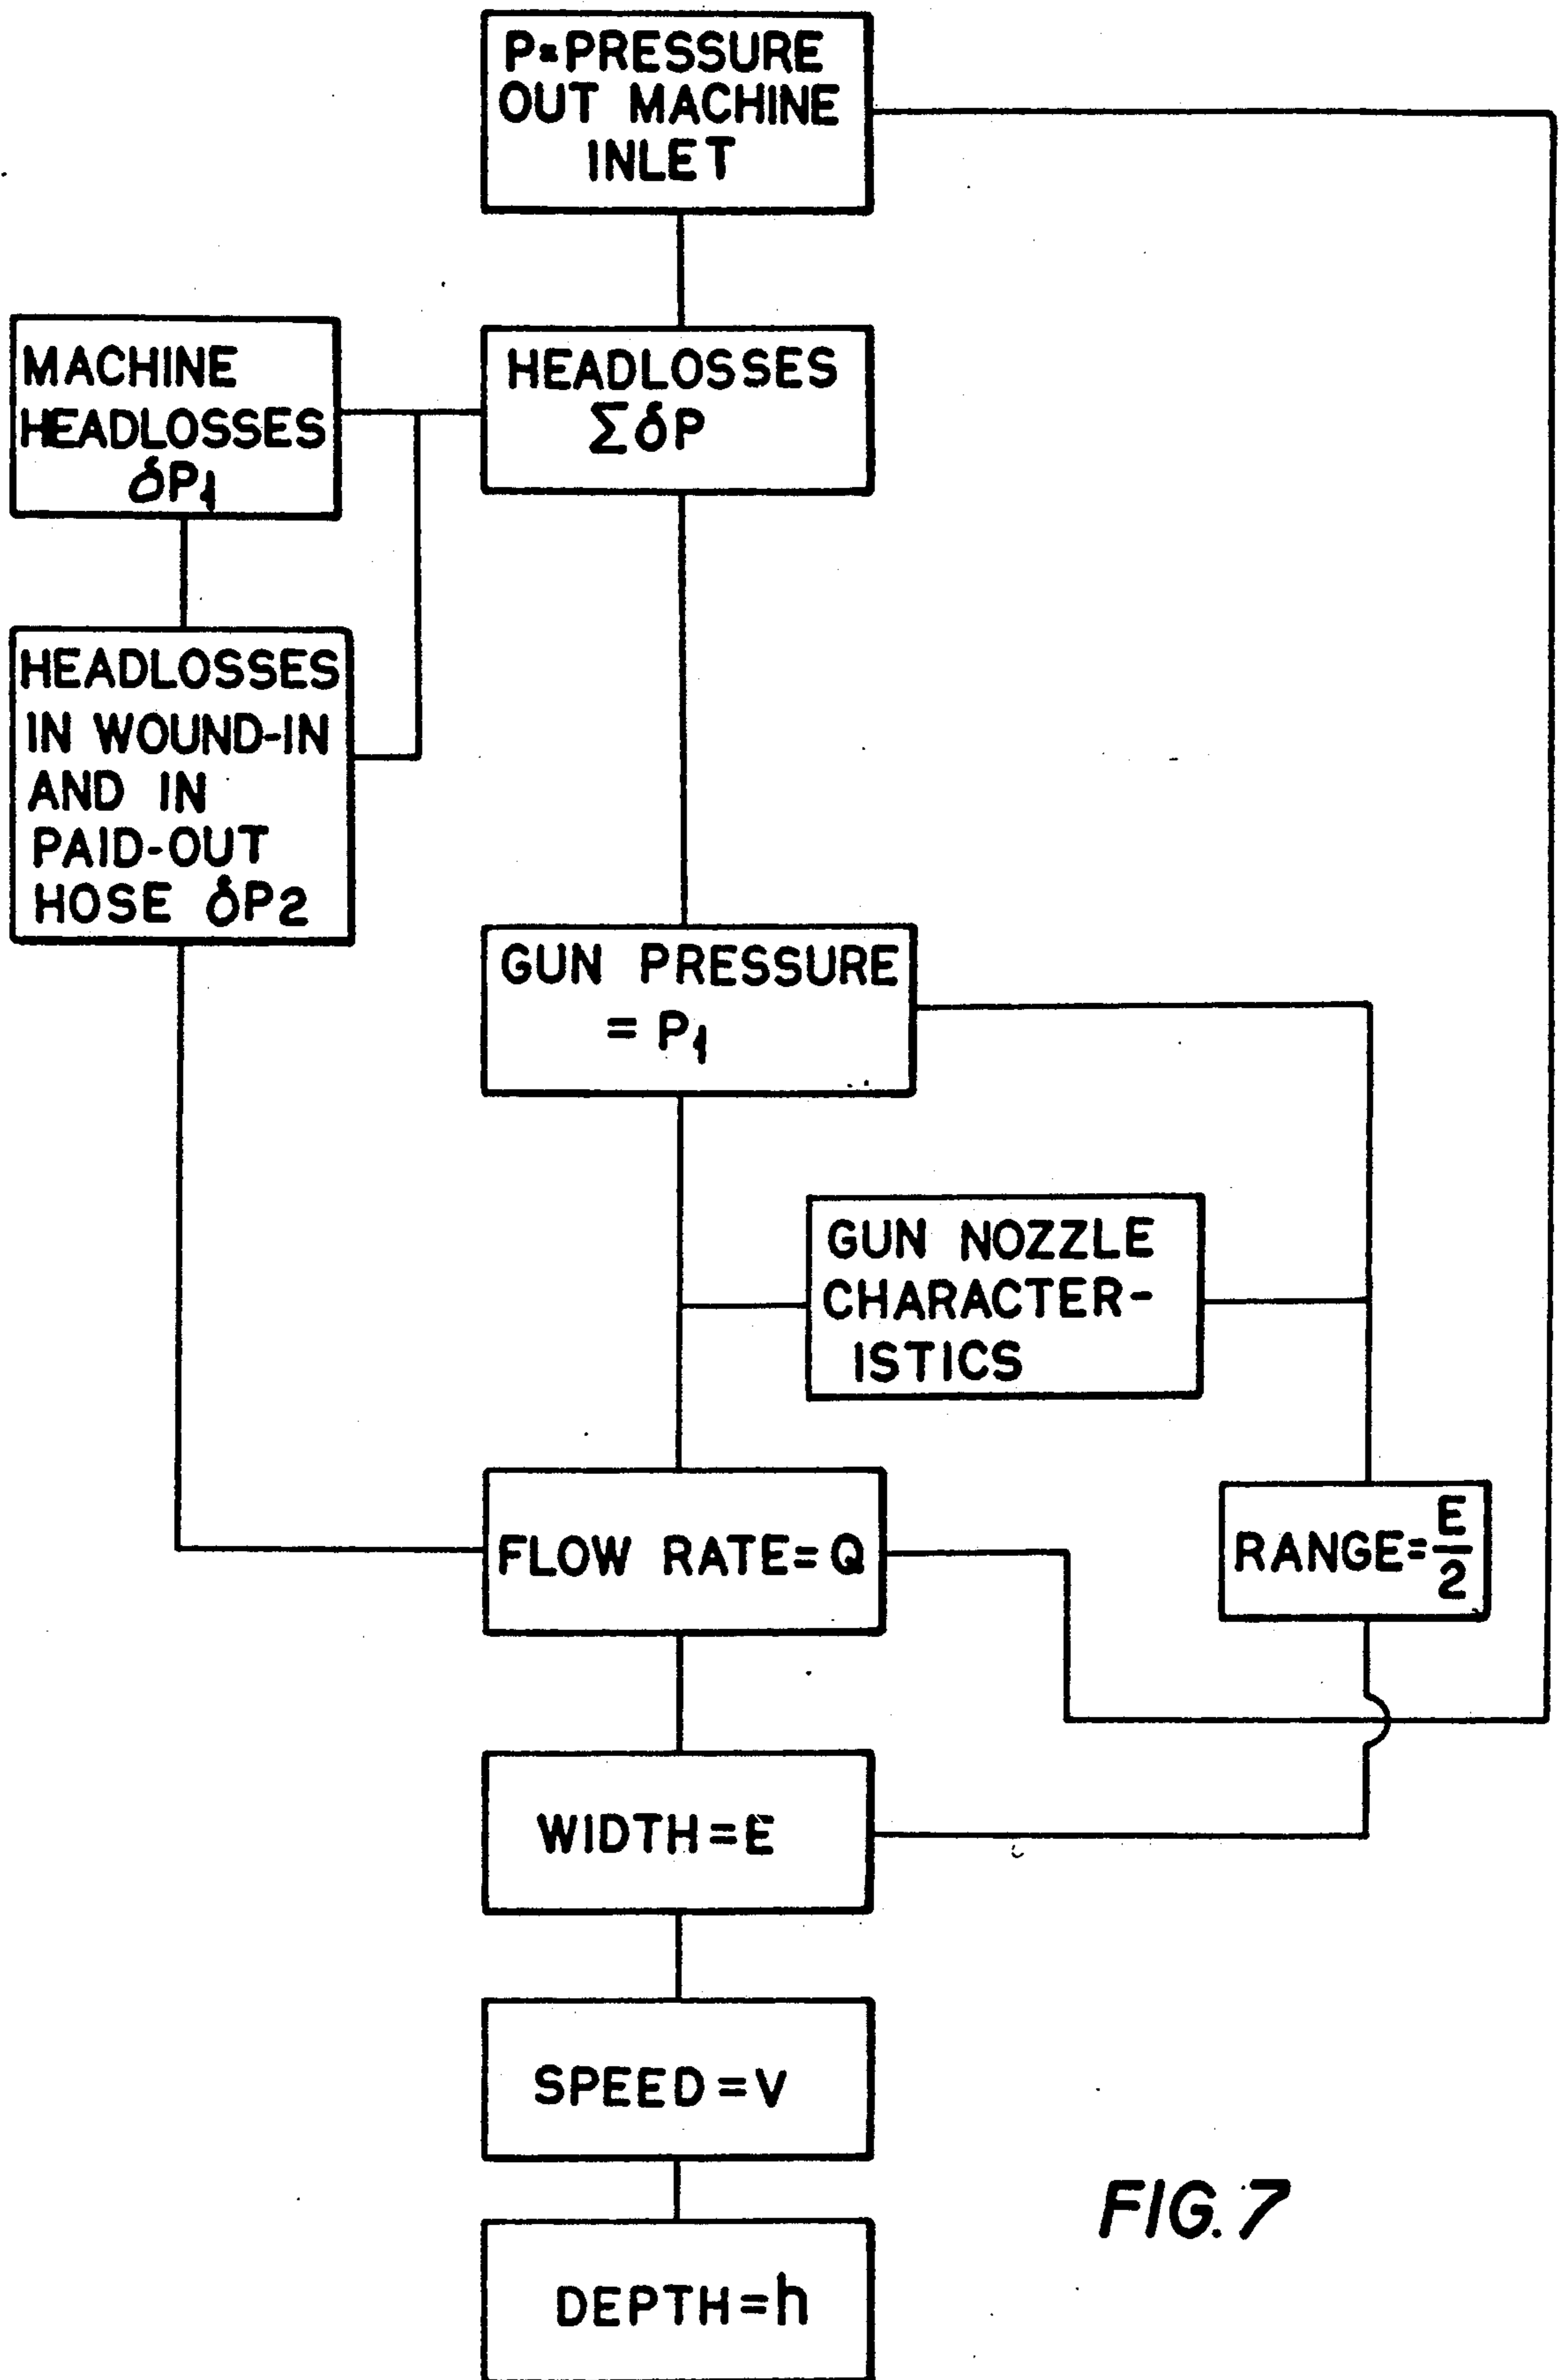 P=PRESSURE
OUT MACHINE
INLET
MACHINE
HEADLOSSES
δP1
HEADLOSSES
ΣδP
HEADLOSSES
IN WOUND-IN
AND IN
PAID-OUT
HOSE δP2
GUN PRESSURE
= P1
GUN NOZZLE
CHARACTER-
ISTICS
FLOW RATE=Q
RANGE=E/2
WIDTH=E
SPEED=V
DEPTH=h
FIG.7